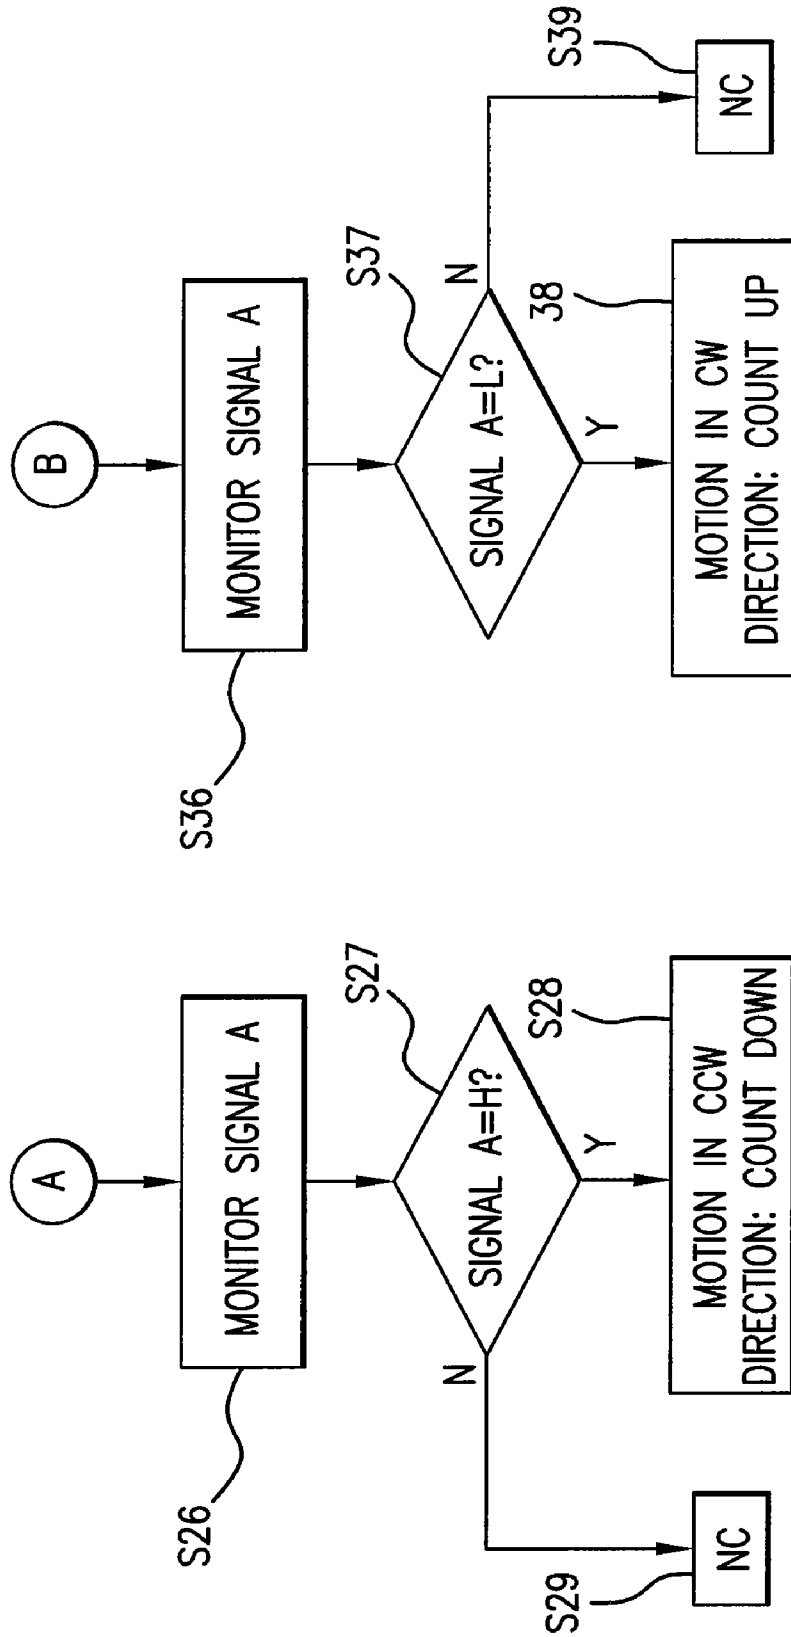 A
MONITOR SIGNAL A
S26
SIGNAL A=H?
S27
N
Y
S29
NC
MOTION IN CCW
DIRECTION: COUNT DOWN
S28
B
MONITOR SIGNAL A
S36
SIGNAL A=L?
S37
N
Y
MOTION IN CW
DIRECTION: COUNT UP
38
NC
S39